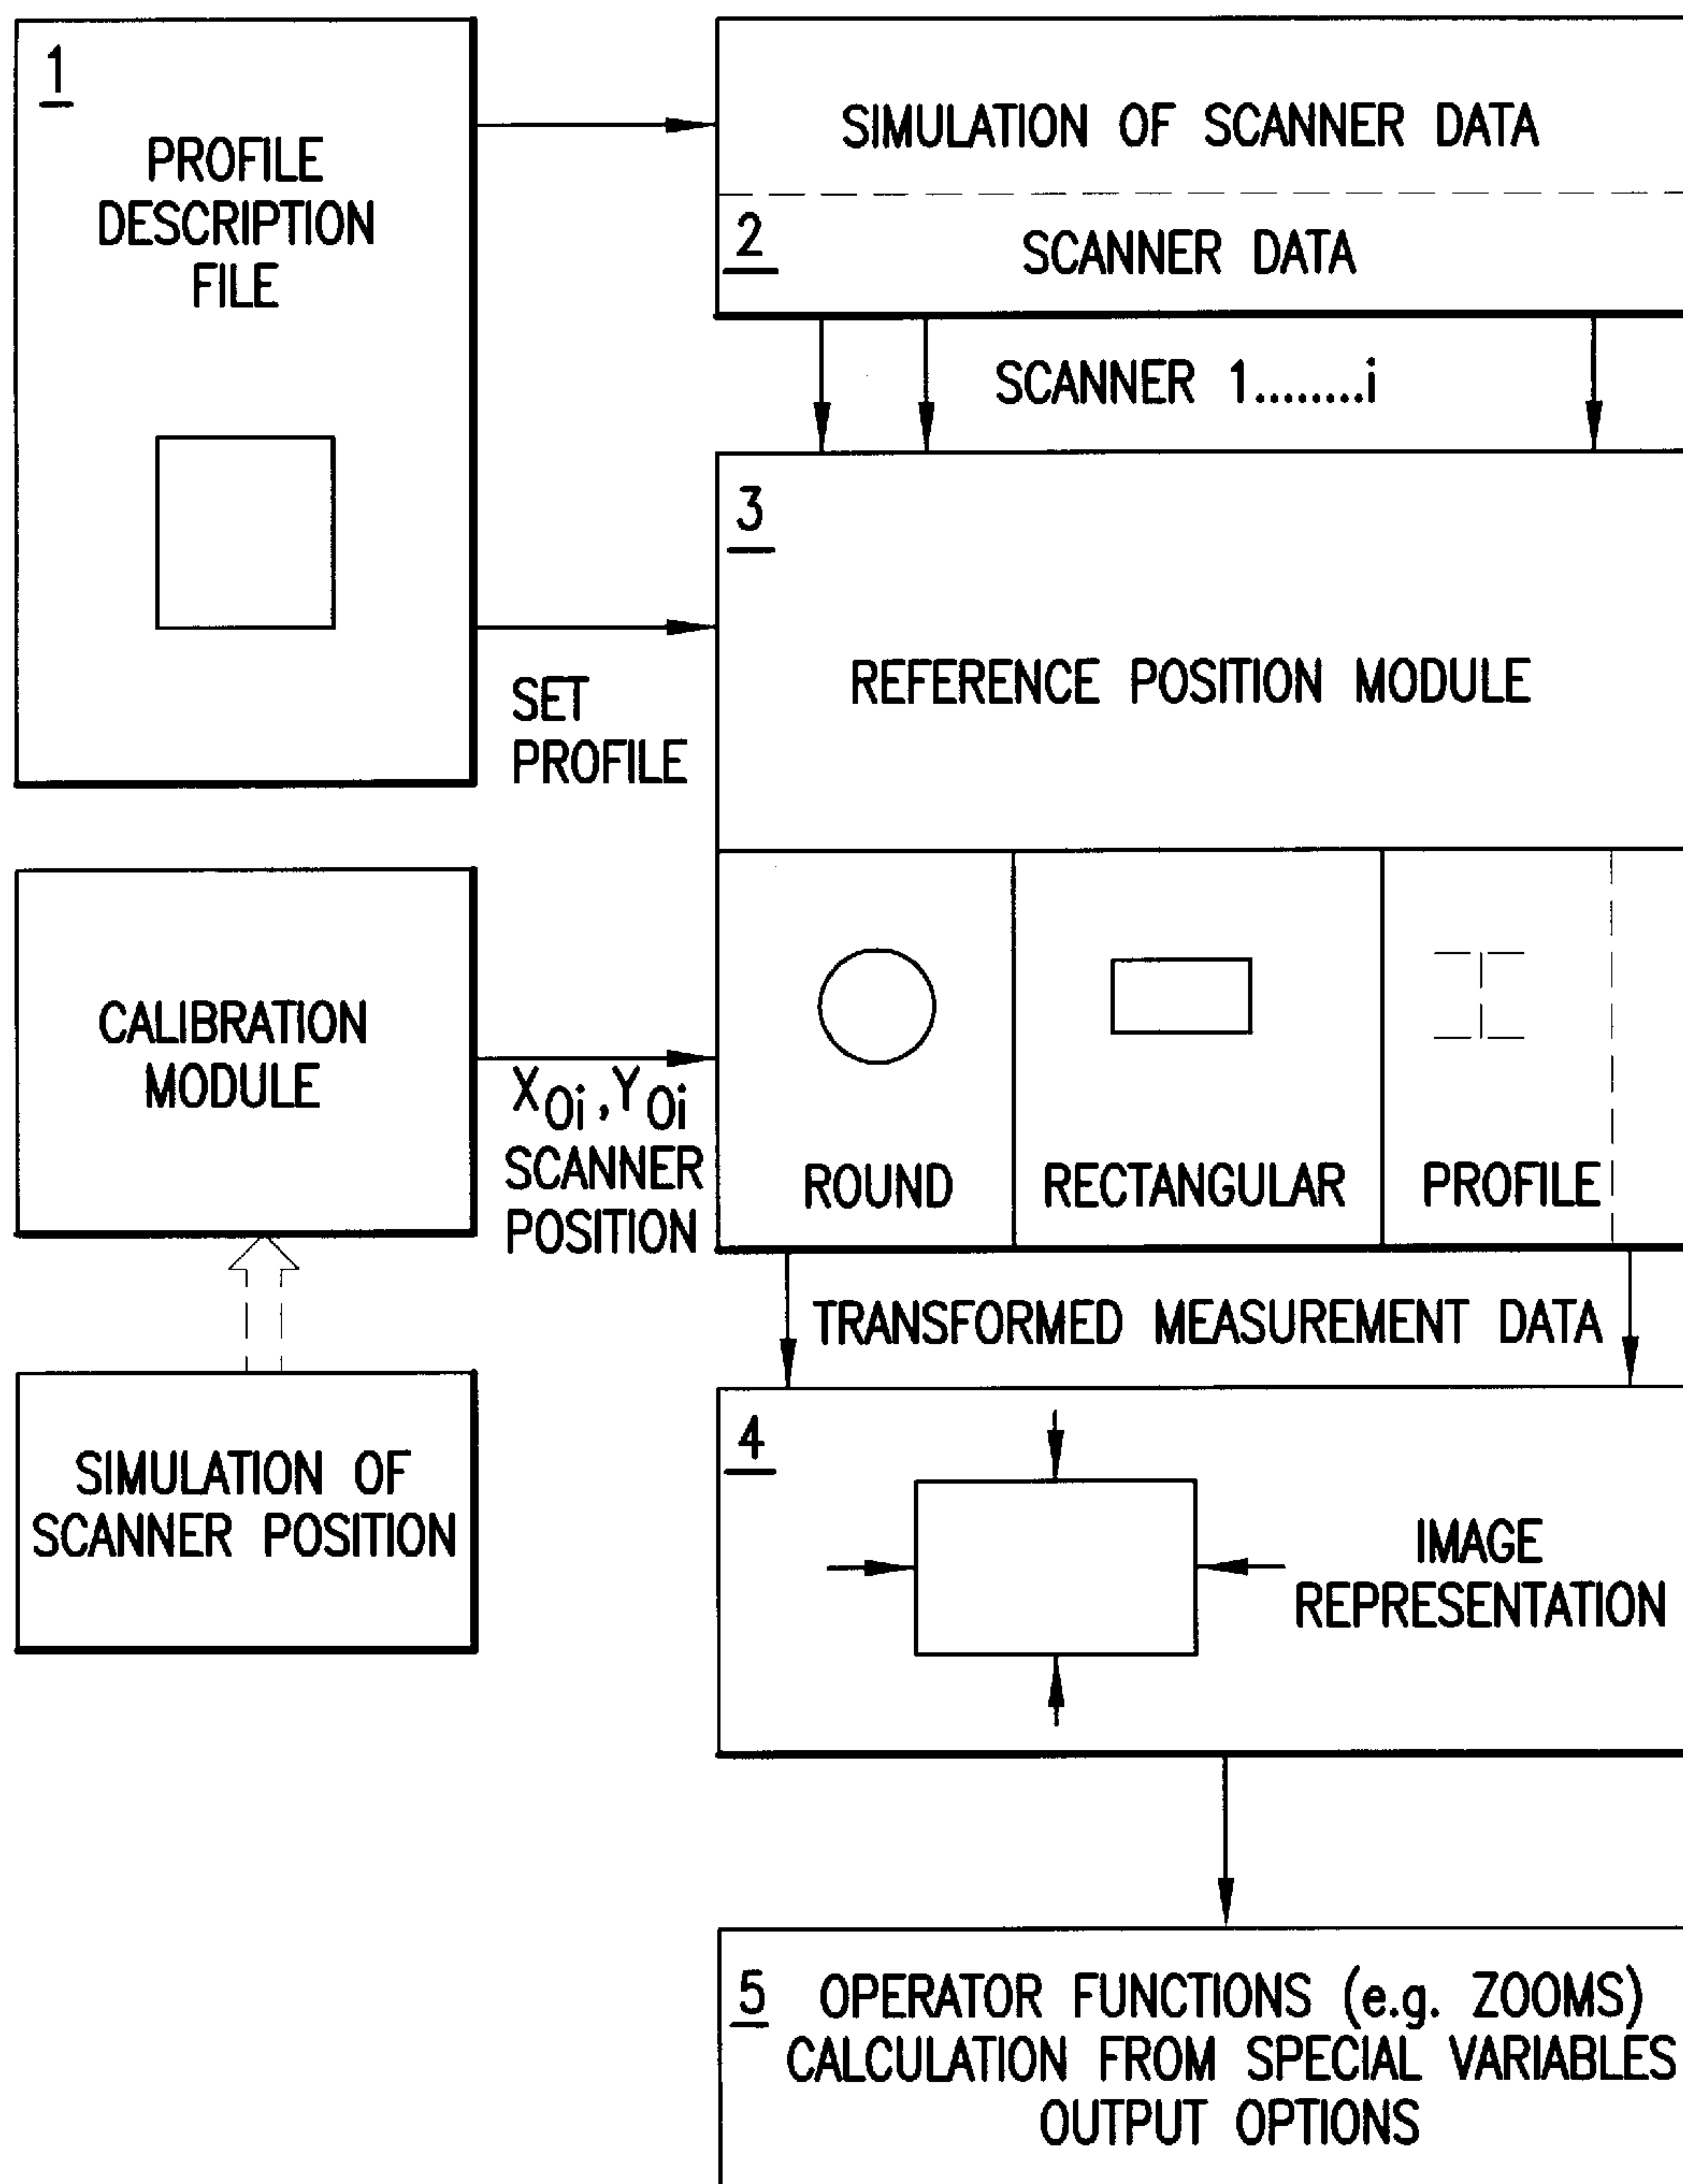 1
PROFILE
DESCRIPTION
FILE
SIMULATION OF SCANNER DATA
2
SCANNER DATA
SCANNER 1........i
SET
PROFILE
3
REFERENCE POSITION MODULE
ROUND
RECTANGULAR
PROFILE
CALIBRATION
MODULE
X0i,Y0i
SCANNER
POSITION
SIMULATION OF
SCANNER POSITION
TRANSFORMED MEASUREMENT DATA
4
IMAGE
REPRESENTATION
5
OPERATOR FUNCTIONS (e.g. ZOOMS)
CALCULATION FROM SPECIAL VARIABLES
OUTPUT OPTIONS